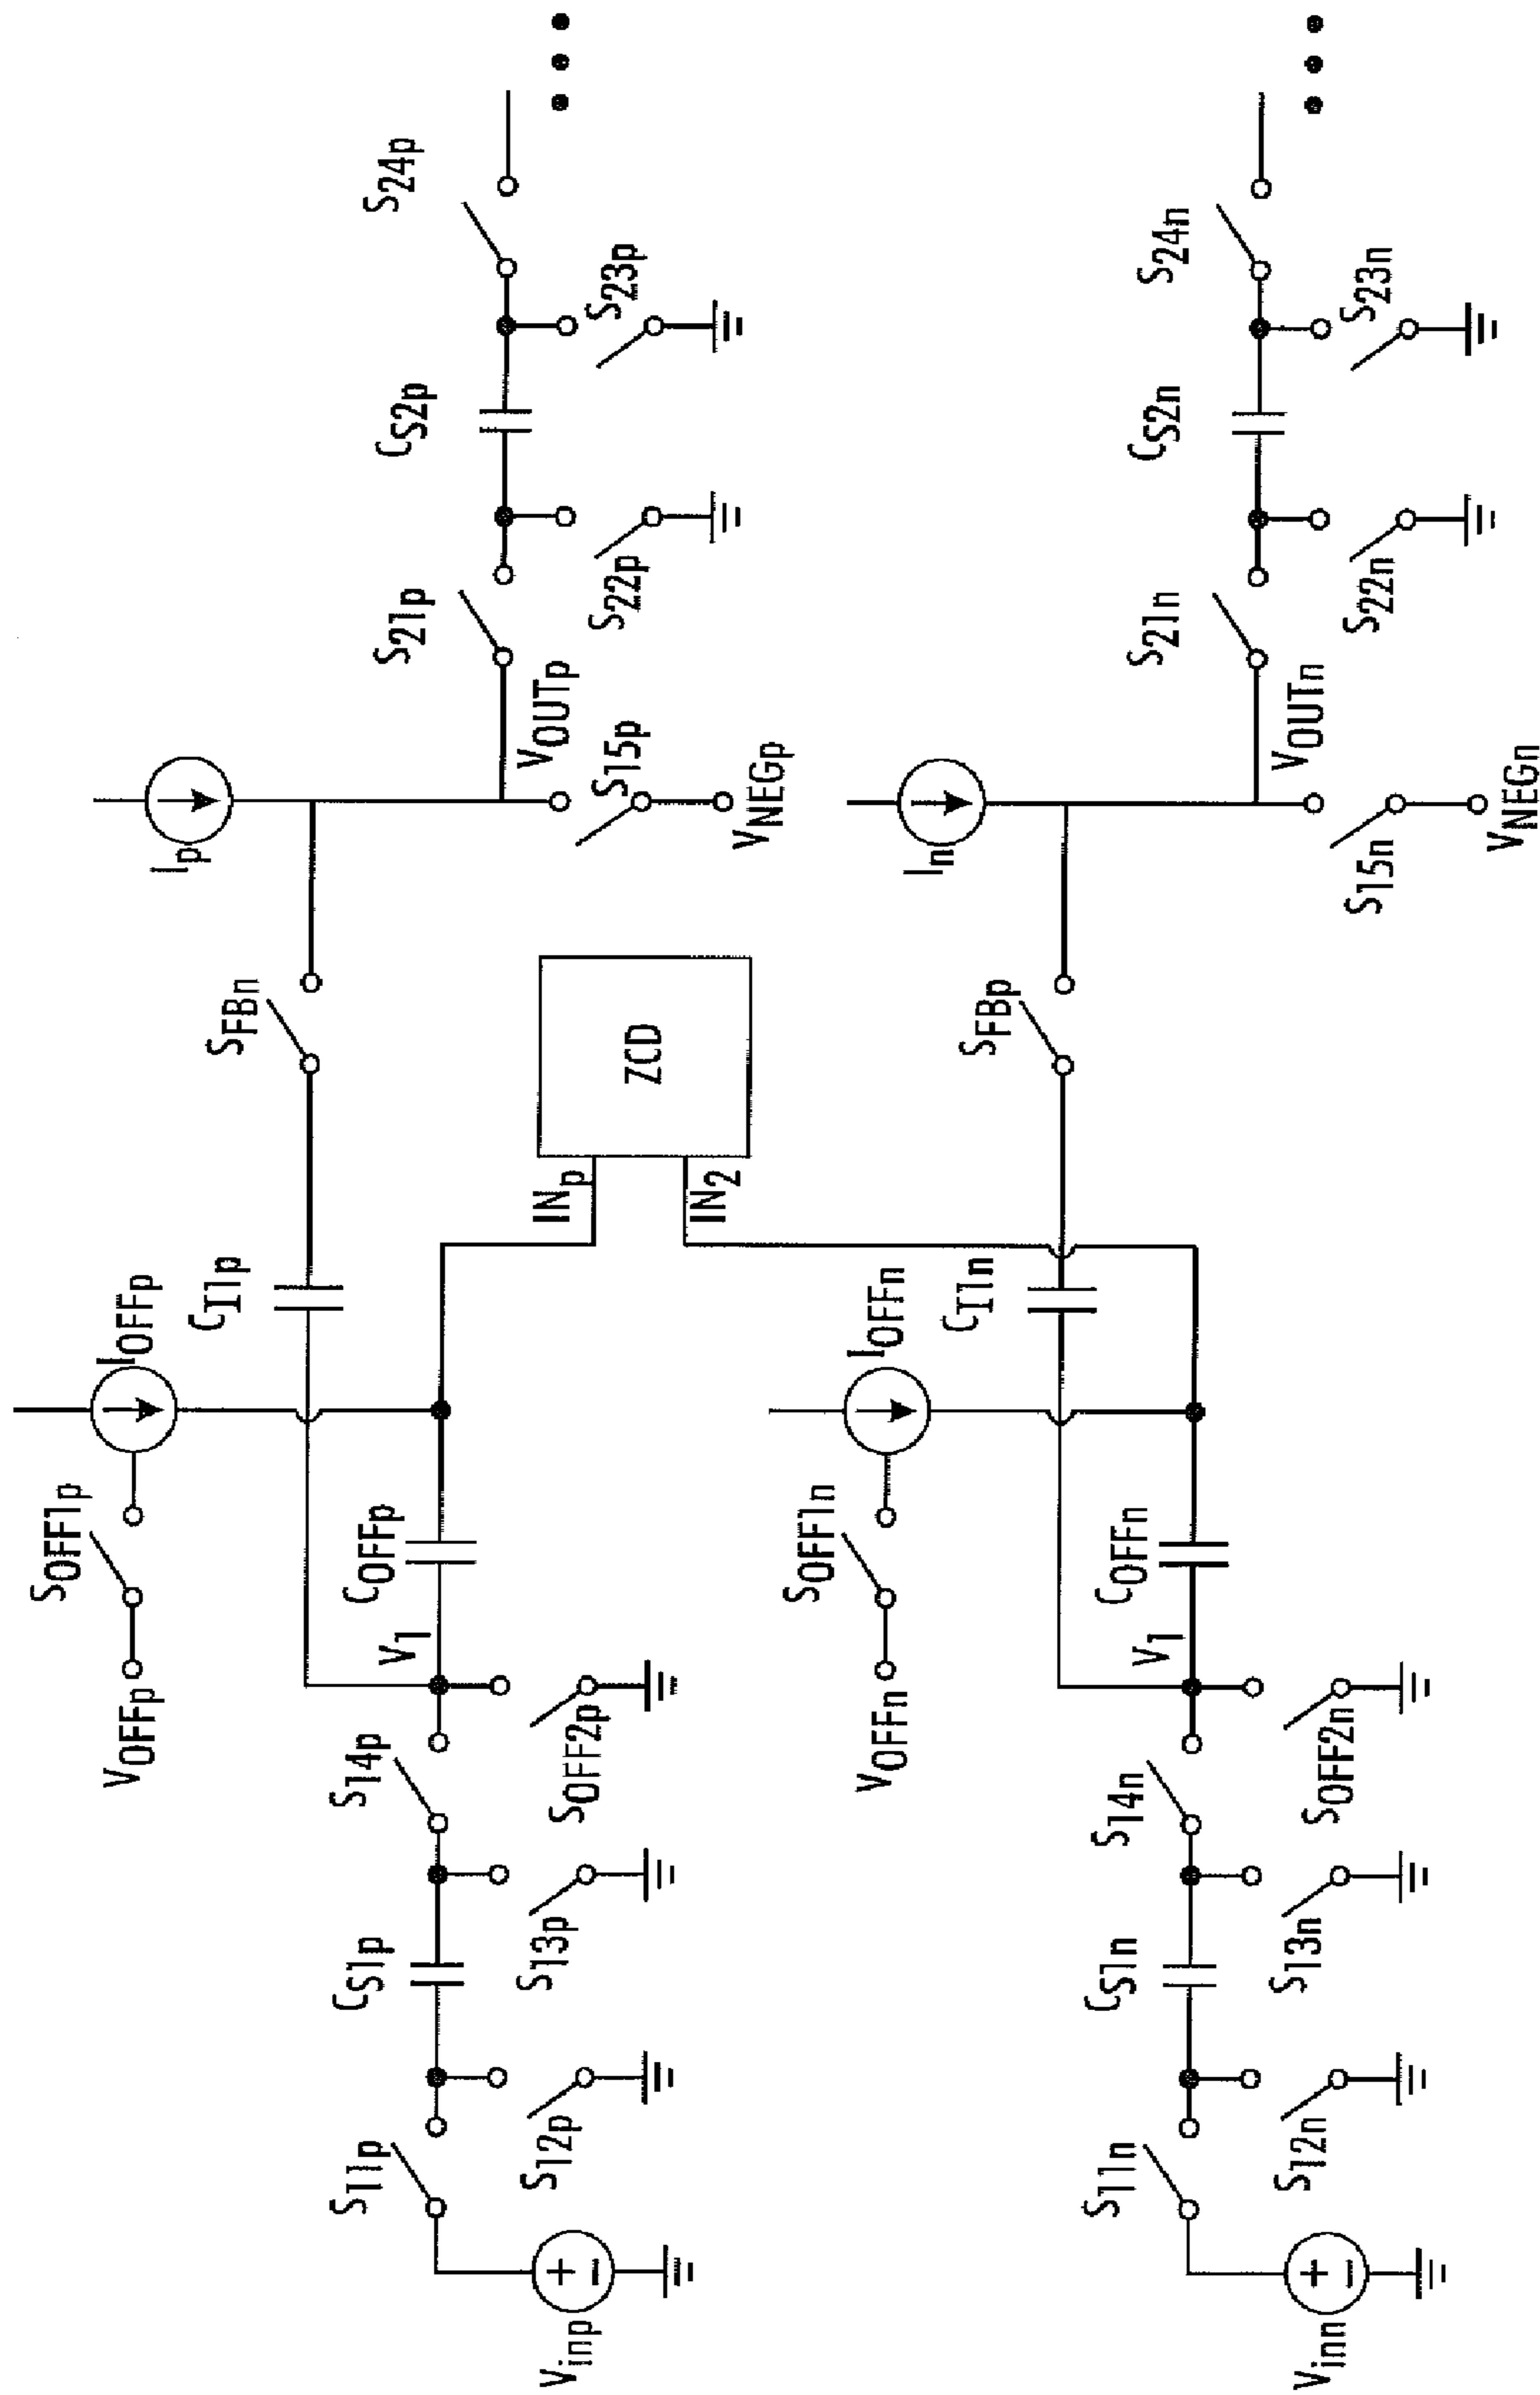 Vinp
S11p
S12p
CS1p
S13p
S14p
SOFF2p
V1
VOFFp
SOFF1p
COFFp
IOFFp
CI1p
INp
IN2
ZCD
SFBn
Ip
S15p
VNEGp
VOUTp
S21p
S22p
CS2p
S23p
S24p
Vinn
S11n
S12n
CS1n
S13n
S14n
SOFF2n
V1
VOFFn
SOFF1n
COFFn
IOFFn
CI1n
SFBp
In
S15n
VNEGn
VOUTn
S21n
S22n
CS2n
S23n
S24n